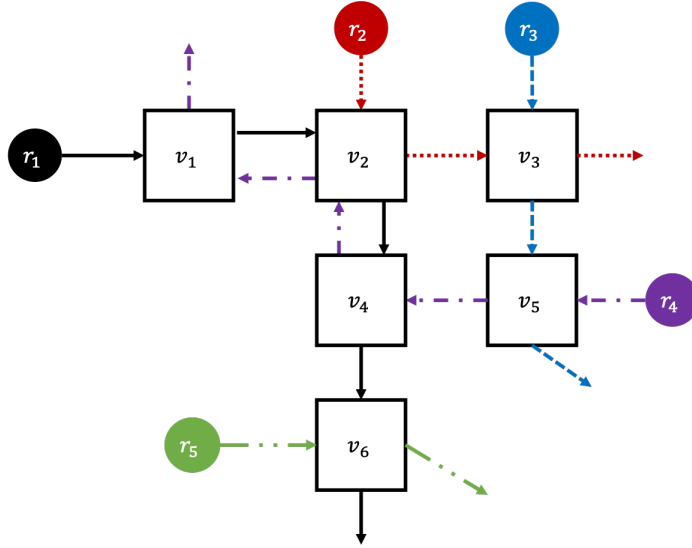 r₂
r₃
r₁
v₁
v₂
v₃
v₄
v₅
r₄
r₅
v₆